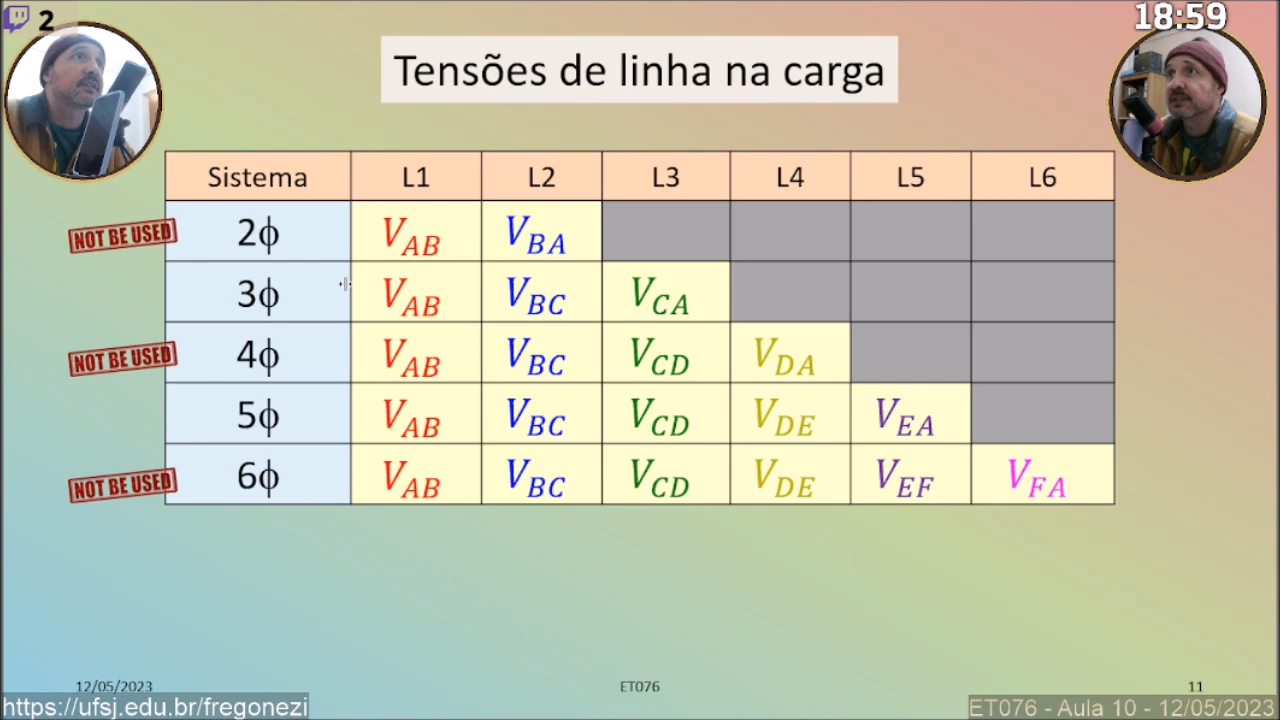 2
18:59
Tensões de linha na carga
Sistema L1 L2 L3 L4 L5 L6
NOT BE USED 2ϕ V_AB V_BA
3ϕ V_AB V_BC V_CA
NOT BE USED 4ϕ V_AB V_BC V_CD V_DA
5ϕ V_AB V_BC V_CD V_DE V_EA
NOT BE USED 6ϕ V_AB V_BC V_CD V_DE V_EF V_FA
12/05/2023 ET076 11
https://ufsj.edu.br/fregonezi ET076 - Aula 10 - 12/05/2023